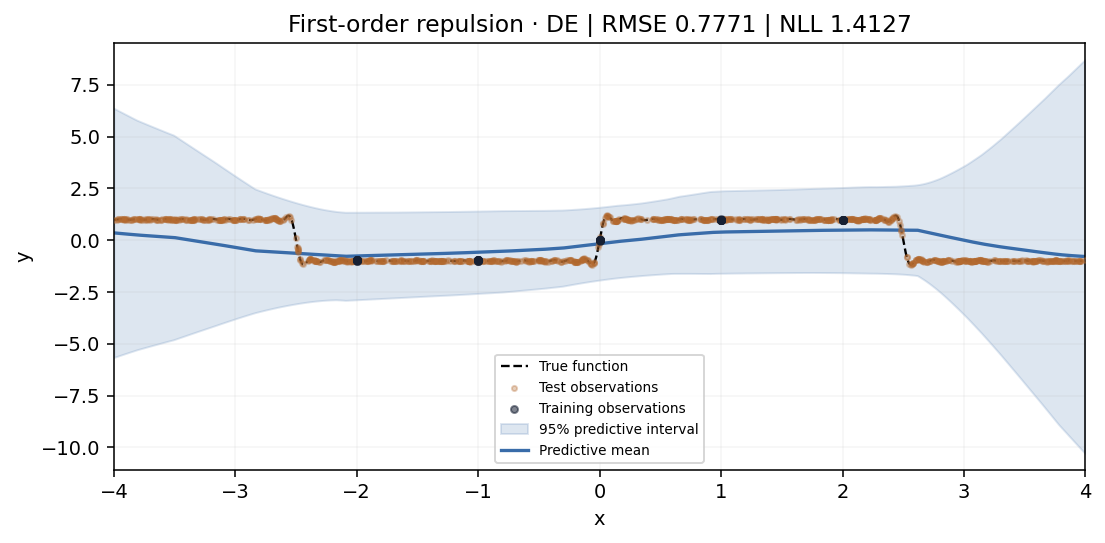 First-order repulsion · DE | RMSE 0.7771 | NLL 1.4127
y
7.5
5.0
2.5
0.0
−2.5
−5.0
−7.5
−10.0
True function
Test observations
Training observations
95% predictive interval
Predictive mean
−4 −3 −2 −1 0 1 2 3 4
x